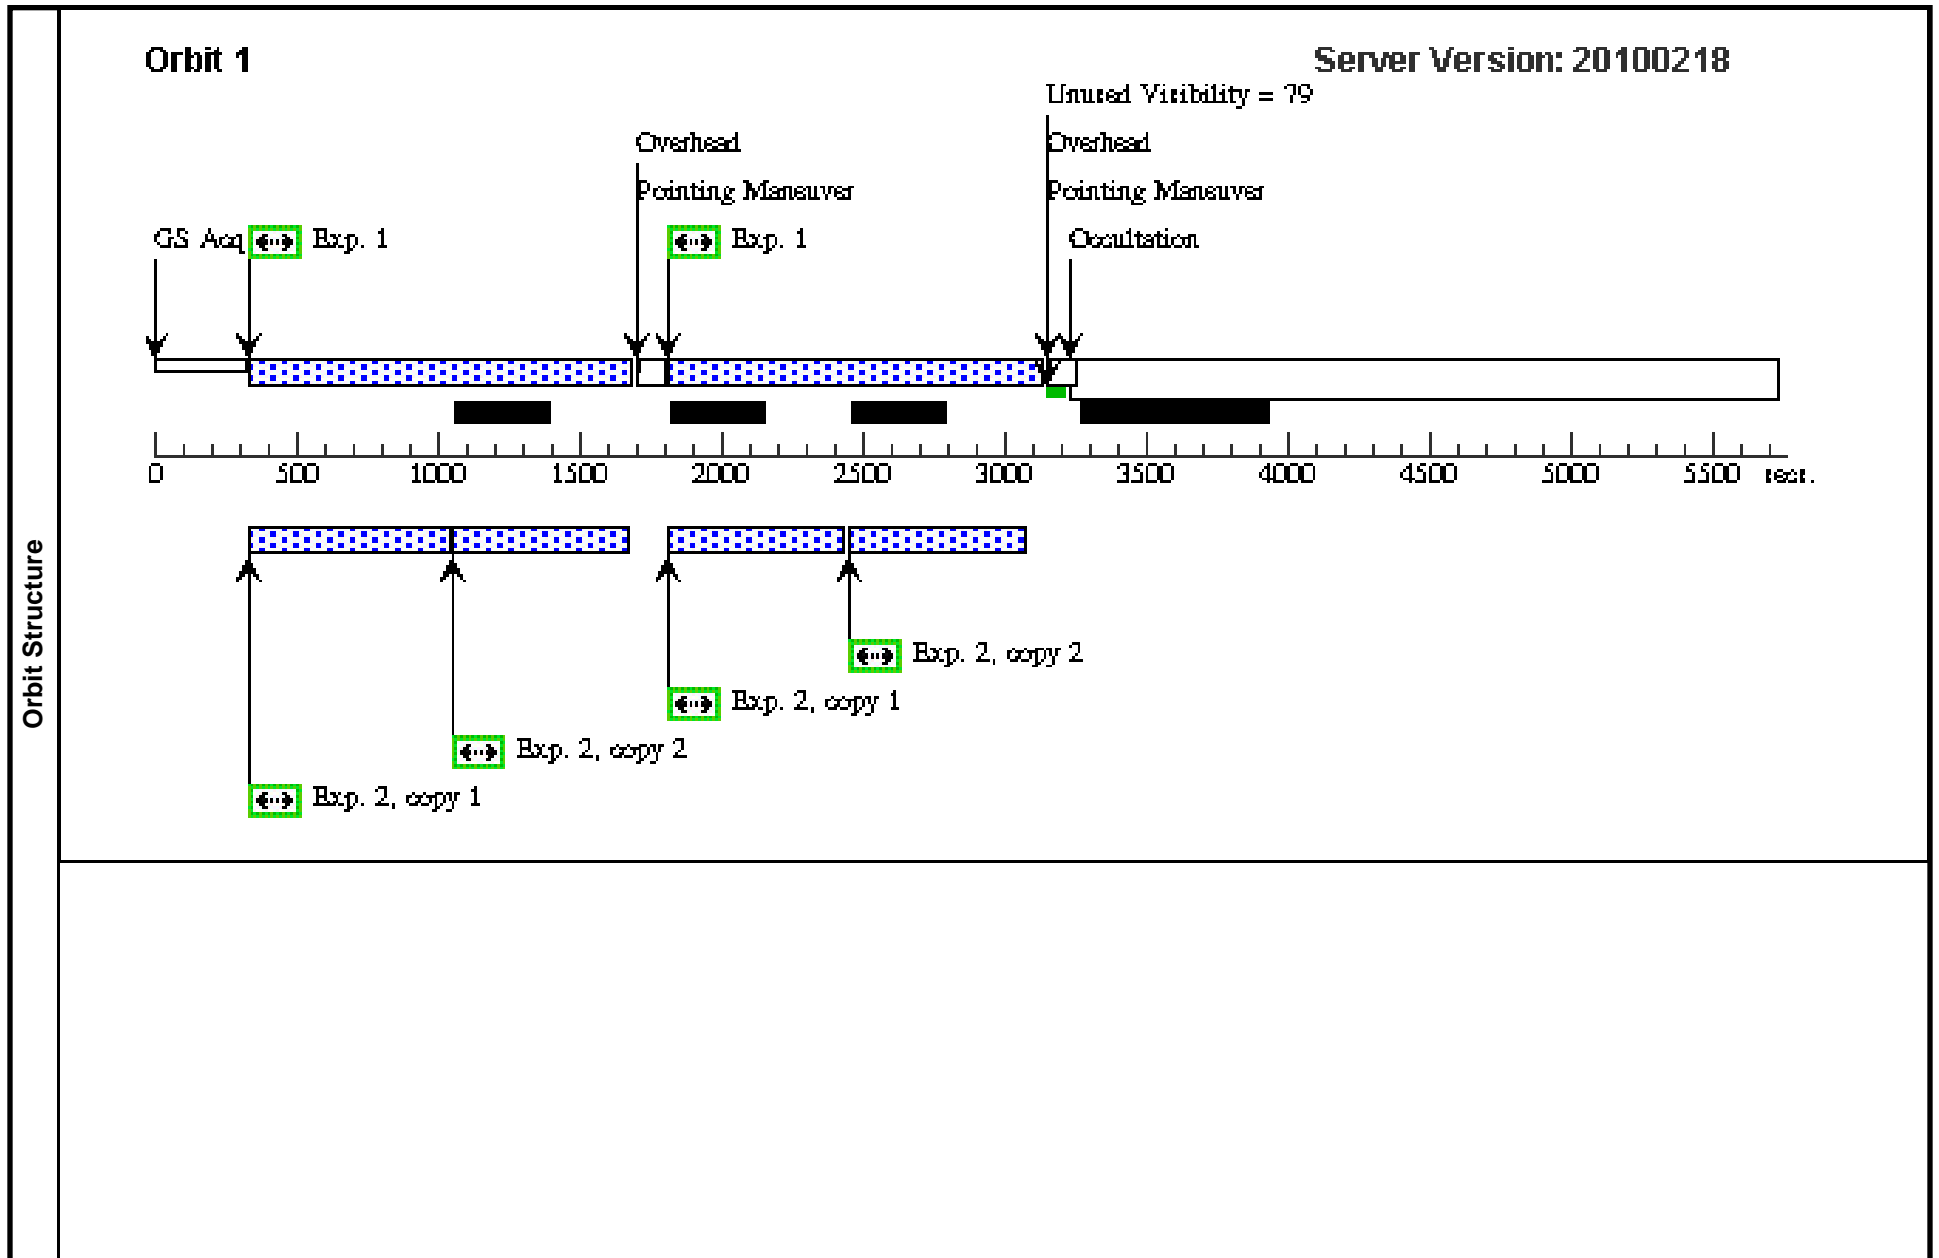 Orbit 1
Server Version: 20100218
Unused Visibility = 79
Overhead
Overhead
Pointing Maneuver
Pointing Maneuver
GS Acq
Exp. 1
Exp. 1
Occultation
0 500 1000 1500 2000 2500 3000 3500 4000 4500 5000 5500 secs.
Orbit Structure
Exp. 2, copy 2
Exp. 2, copy 1
Exp. 2, copy 2
Exp. 2, copy 1